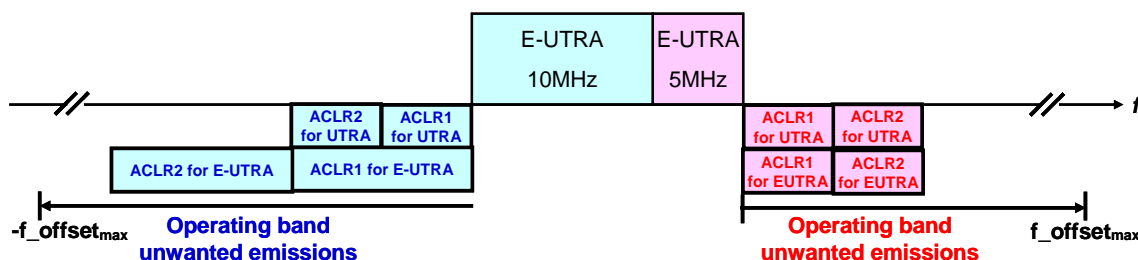 E-UTRA
10MHz
E-UTRA
5MHz
f
ACLR2
for UTRA
ACLR1
for UTRA
ACLR1
for UTRA
ACLR2
for UTRA
ACLR2 for E-UTRA
ACLR1 for E-UTRA
ACLR1
for EUTRA
ACLR2
for EUTRA
-f_offsetmax
Operating band
unwanted emissions
Operating band
unwanted emissions
f_offsetmax